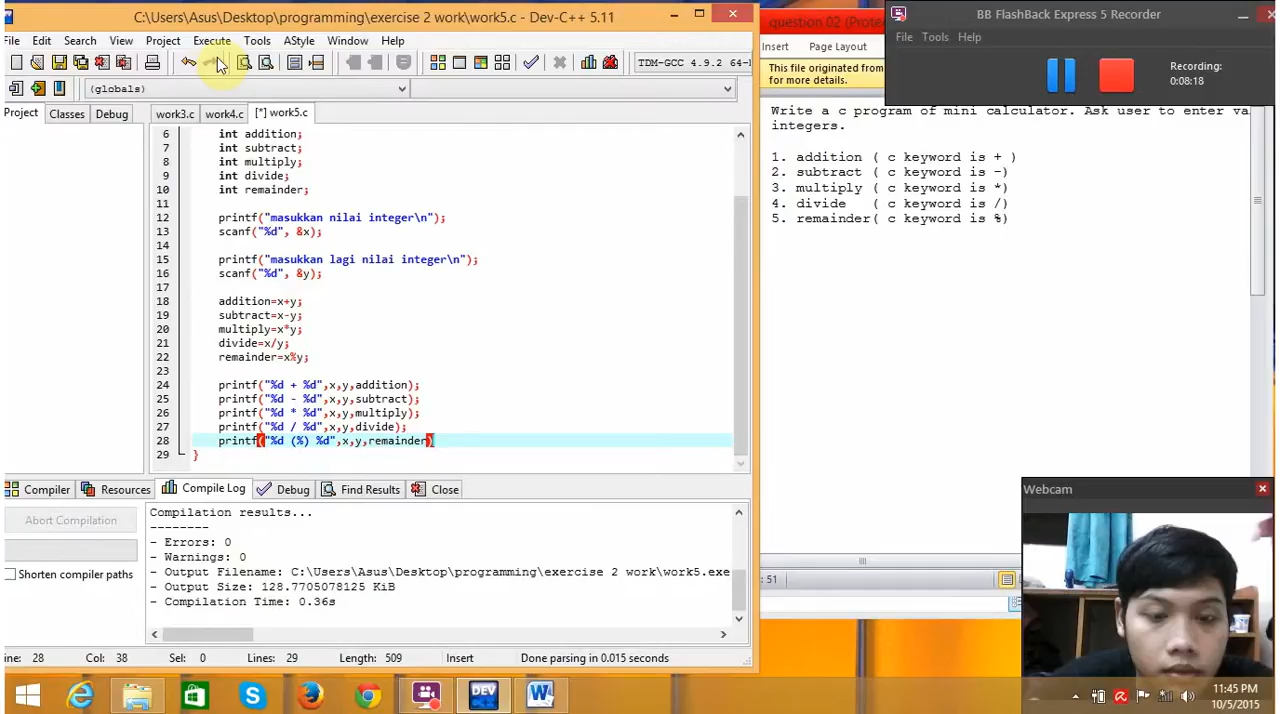 C:\Users\Asus\Desktop\programming\exercise 2 work\work5.c - Dev-C++ 5.11
File Edit Search View Project Execute Tools AStyle Window Help
TDM-GCC 4.9.2 64-
(globals)
Project Classes Debug
work3.c work4.c [*] work5.c
6 int addition;
7 int subtract;
8 int multiply;
9 int divide;
10 int remainder;
11
12 printf("masukkan nilai integer\n");
13 scanf("%d", &x);
14
15 printf("masukkan lagi nilai integer\n");
16 scanf("%d", &y);
17
18 addition=x+y;
19 subtract=x-y;
20 multiply=x*y;
21 divide=x/y;
22 remainder=x%y;
23
24 printf("%d + %d",x,y,addition);
25 printf("%d - %d",x,y,subtract);
26 printf("%d * %d",x,y,multiply);
27 printf("%d / %d",x,y,divide);
28 printf("%d (%) %d",x,y,remainder)
29 }
Compiler Resources Compile Log Debug Find Results Close
Abort Compilation
Shorten compiler paths
Compilation results...
--------
- Errors: 0
- Warnings: 0
- Output Filename: C:\Users\Asus\Desktop\programming\exercise 2 work\work5.exe
- Output Size: 128.7705078125 KiB
- Compilation Time: 0.36s
ine: 28 Col: 38 Sel: 0 Lines: 29 Length: 509 Insert Done parsing in 0.015 seconds
question 02 (Prote
Insert Page Layout
This file originated from
for more details.
BB FlashBack Express 5 Recorder
File Tools Help
Recording:
0:08:18
Write a c program of mini calculator. Ask user to enter va
integers.
1. addition ( c keyword is + )
2. subtract ( c keyword is -)
3. multiply ( c keyword is *)
4. divide ( c keyword is /)
5. remainder( c keyword is %)
: 51
Webcam
DEV
11:45 PM
10/5/2015